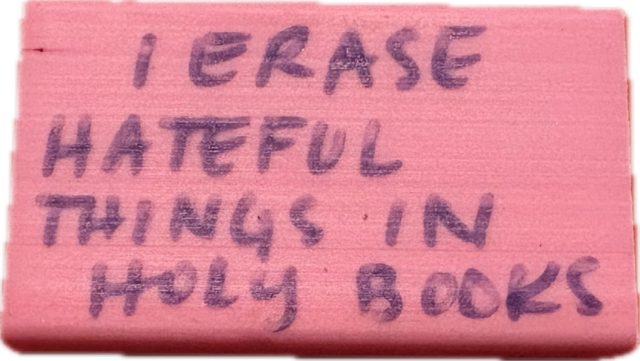 I ERASE
HATEFUL
THINGS IN
HOLY BOOKS